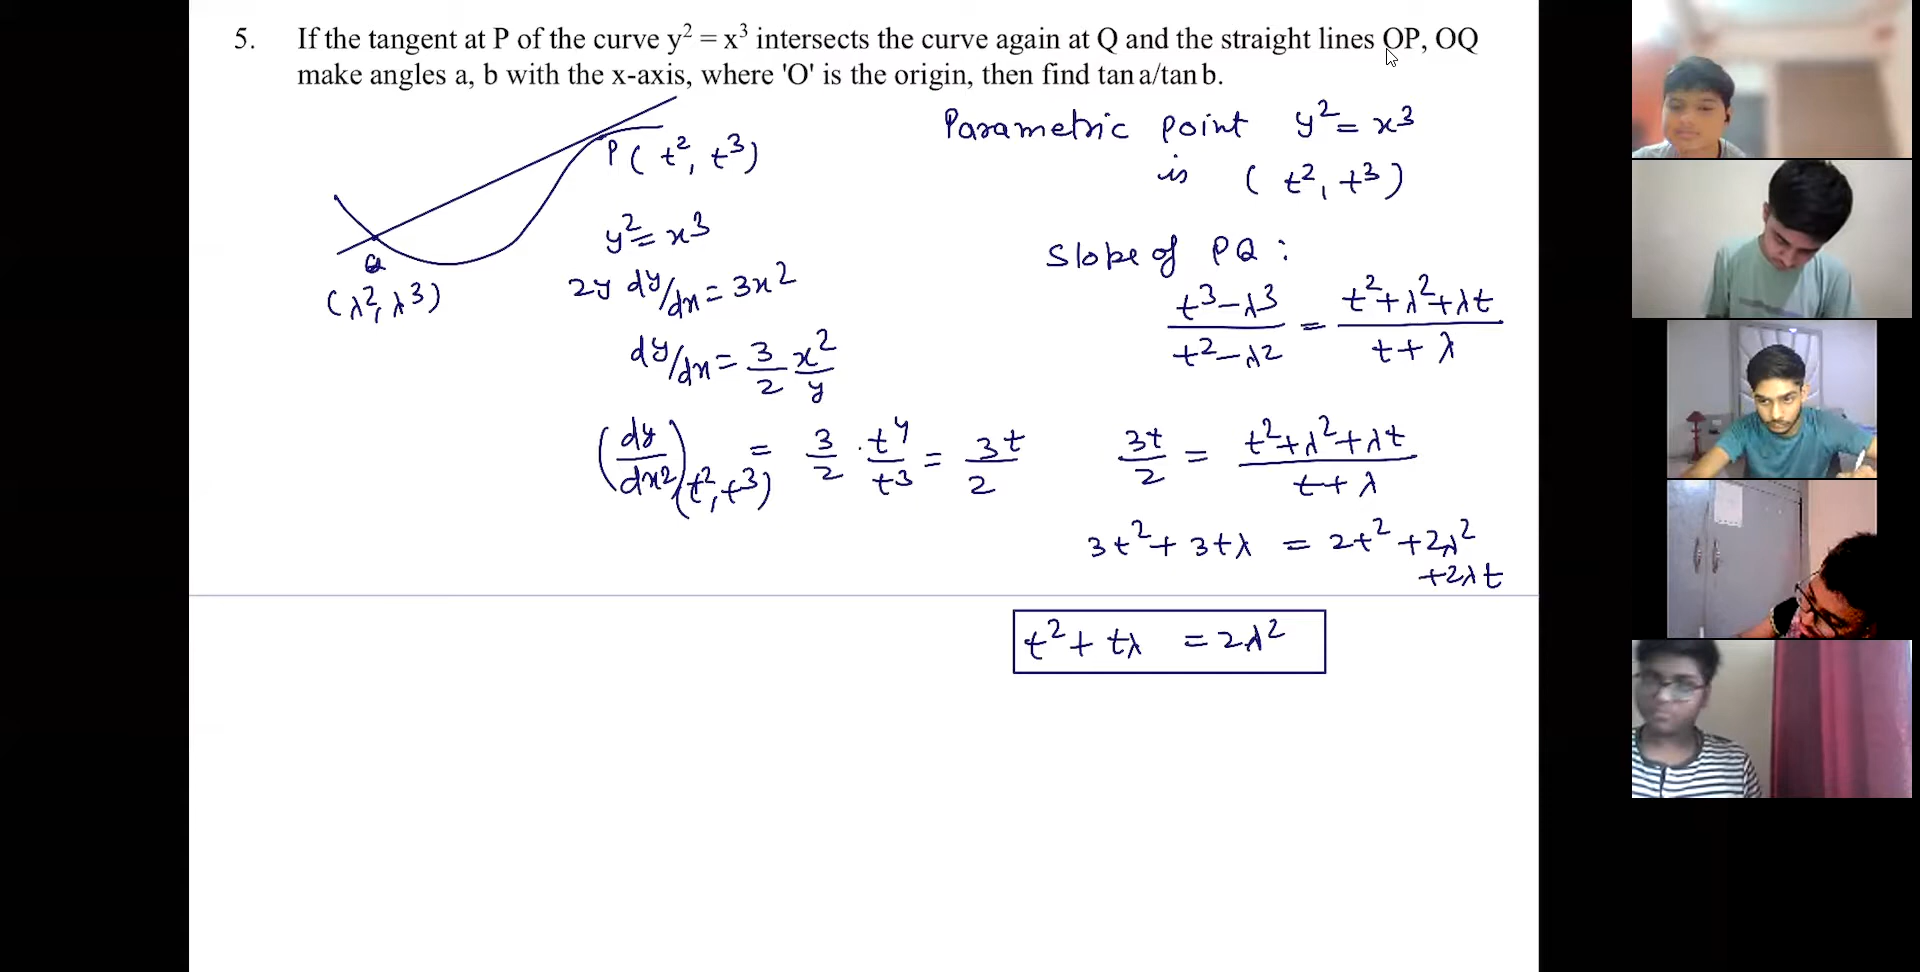 5. If the tangent at P of the curve y² = x³ intersects the curve again at Q and the straight lines OP, OQ
make angles a, b with the x-axis, where 'O' is the origin, then find tan a/tan b.
P(t², t³)
Q
(λ², λ³)
y² = x³
2y dy/dx = 3x²
dy/dx = 3/2 x²/y
(dy/dx²)(t², t³) = 3/2 · t⁴/t³ = 3t/2
Parametric point y² = x³
is (t², t³)
Slope of PQ :
t³-λ³/t²-λ² = t²+λ²+λt/t+λ
3t/2 = t²+λ²+λt/t+λ
3t² + 3tλ = 2t² + 2λ²
+2λt
t² + tλ = 2λ²